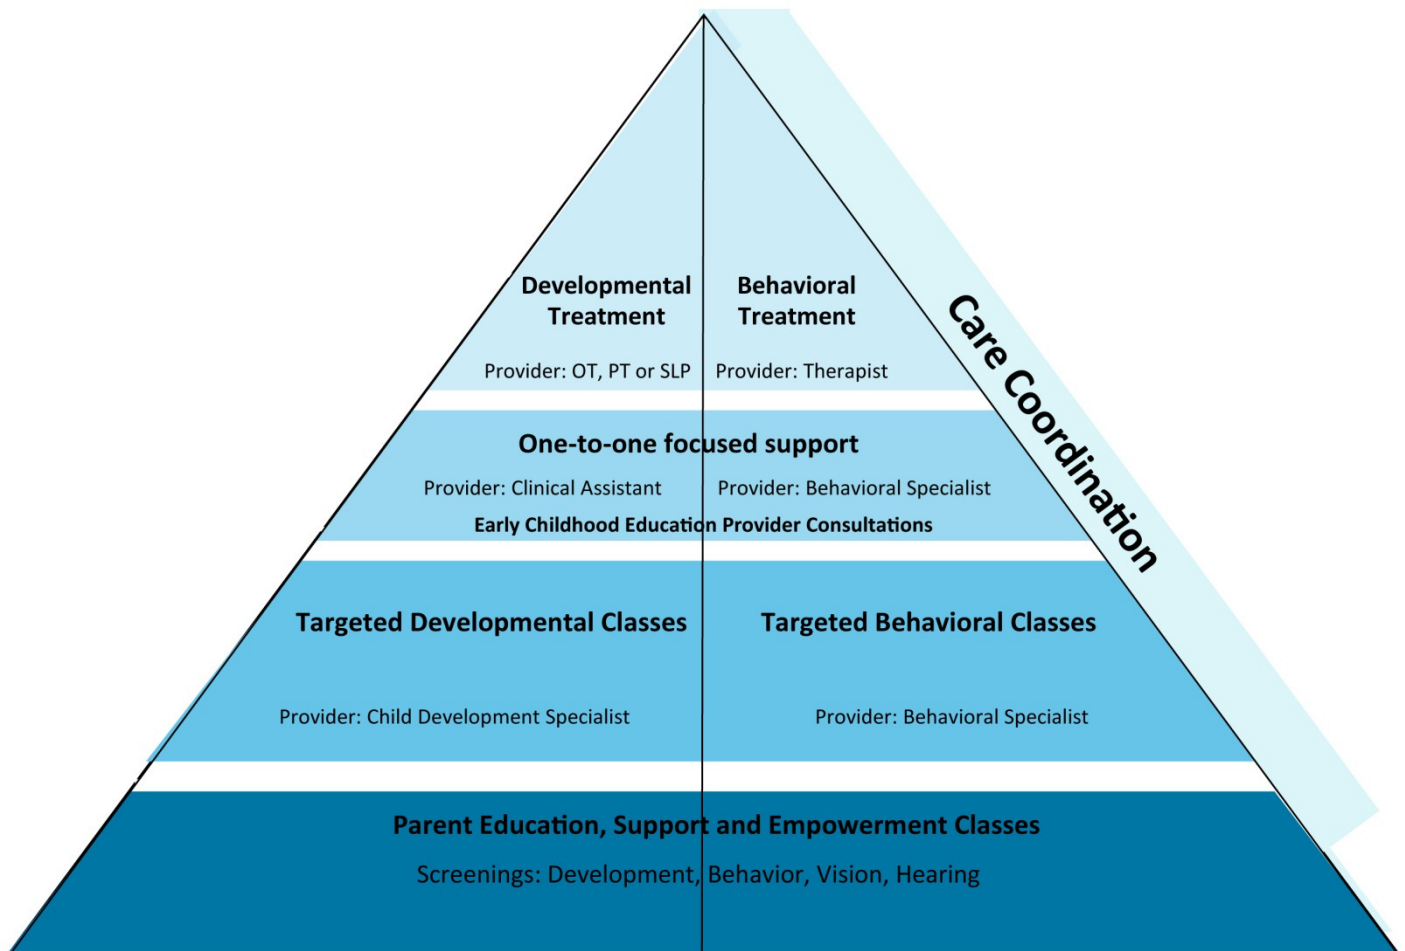 Developmental
Treatment
Behavioral
Treatment
Provider: OT, PT or SLP
Provider: Therapist
Care Coordination
One-to-one focused support
Provider: Clinical Assistant
Provider: Behavioral Specialist
Early Childhood Education Provider Consultations
Targeted Developmental Classes
Targeted Behavioral Classes
Provider: Child Development Specialist
Provider: Behavioral Specialist
Parent Education, Support and Empowerment Classes
Screenings: Development, Behavior, Vision, Hearing